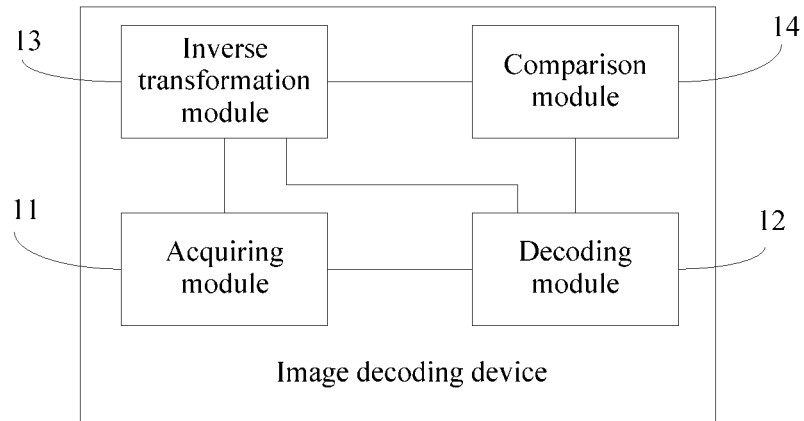 13
Inverse
transformation
module
Comparison
module
14
11
Acquiring
module
Decoding
module
12
Image decoding device